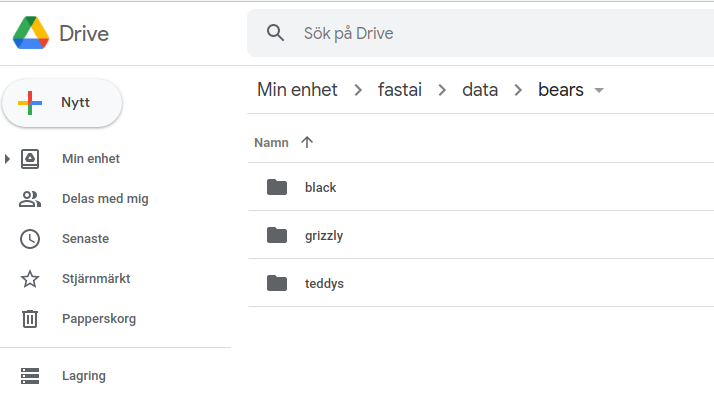 Drive
Sök på Drive
Nytt
Min enhet
Delas med mig
Senaste
Stjärnmärkt
Papperskorg
Lagring
Min enhet > fastai > data > bears
Namn
black
grizzly
teddys